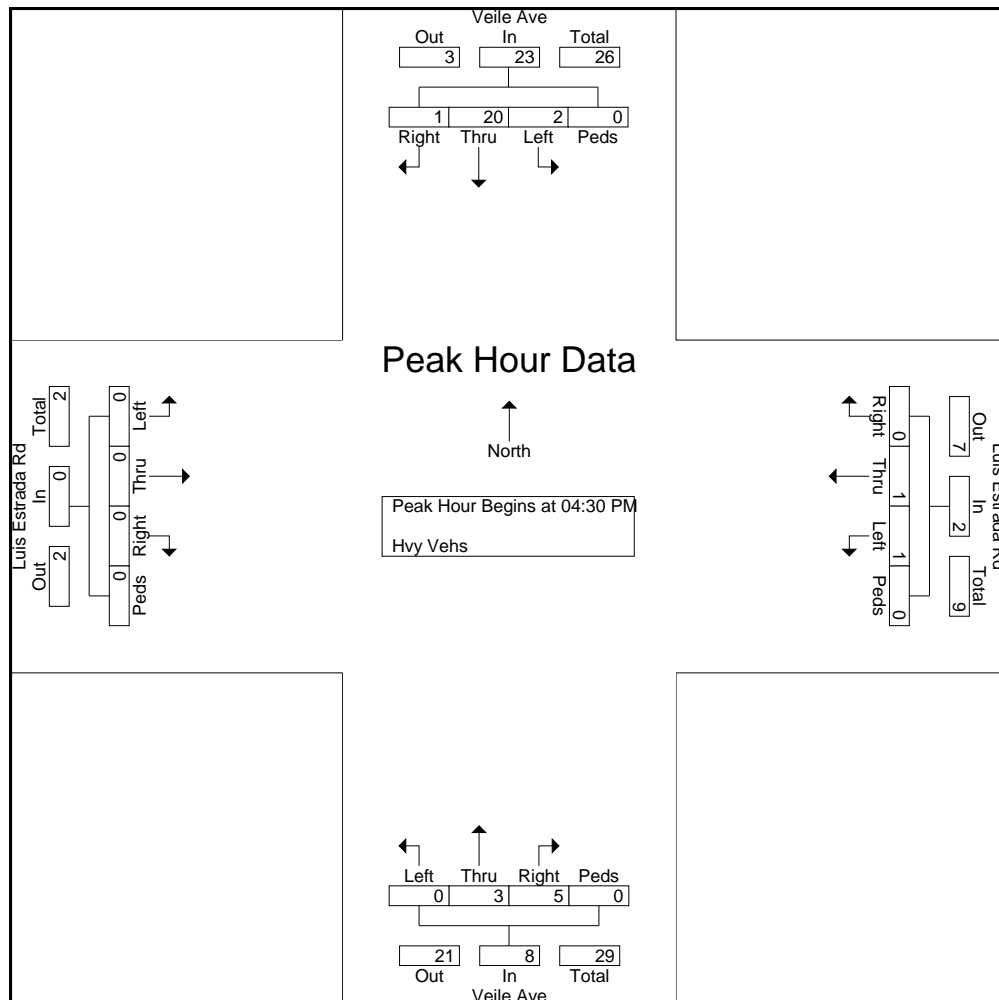 Veile Ave
Out In Total
3 23 26
1 20 2 0
Right Thru Left Peds
Peak Hour Data
North
Peak Hour Begins at 04:30 PM
Hvy Vehs
Luis Estrada Rd
Total In Out
2 0 2
0 0 0 0
Left Thru Right Peds
Right Thru Left Peds
0 1 1 0
Out In Total
7 2 9
Luis Estrada Rd
Left Thru Right Peds
0 3 5 0
21 8 29
Out In Total
Veile Ave